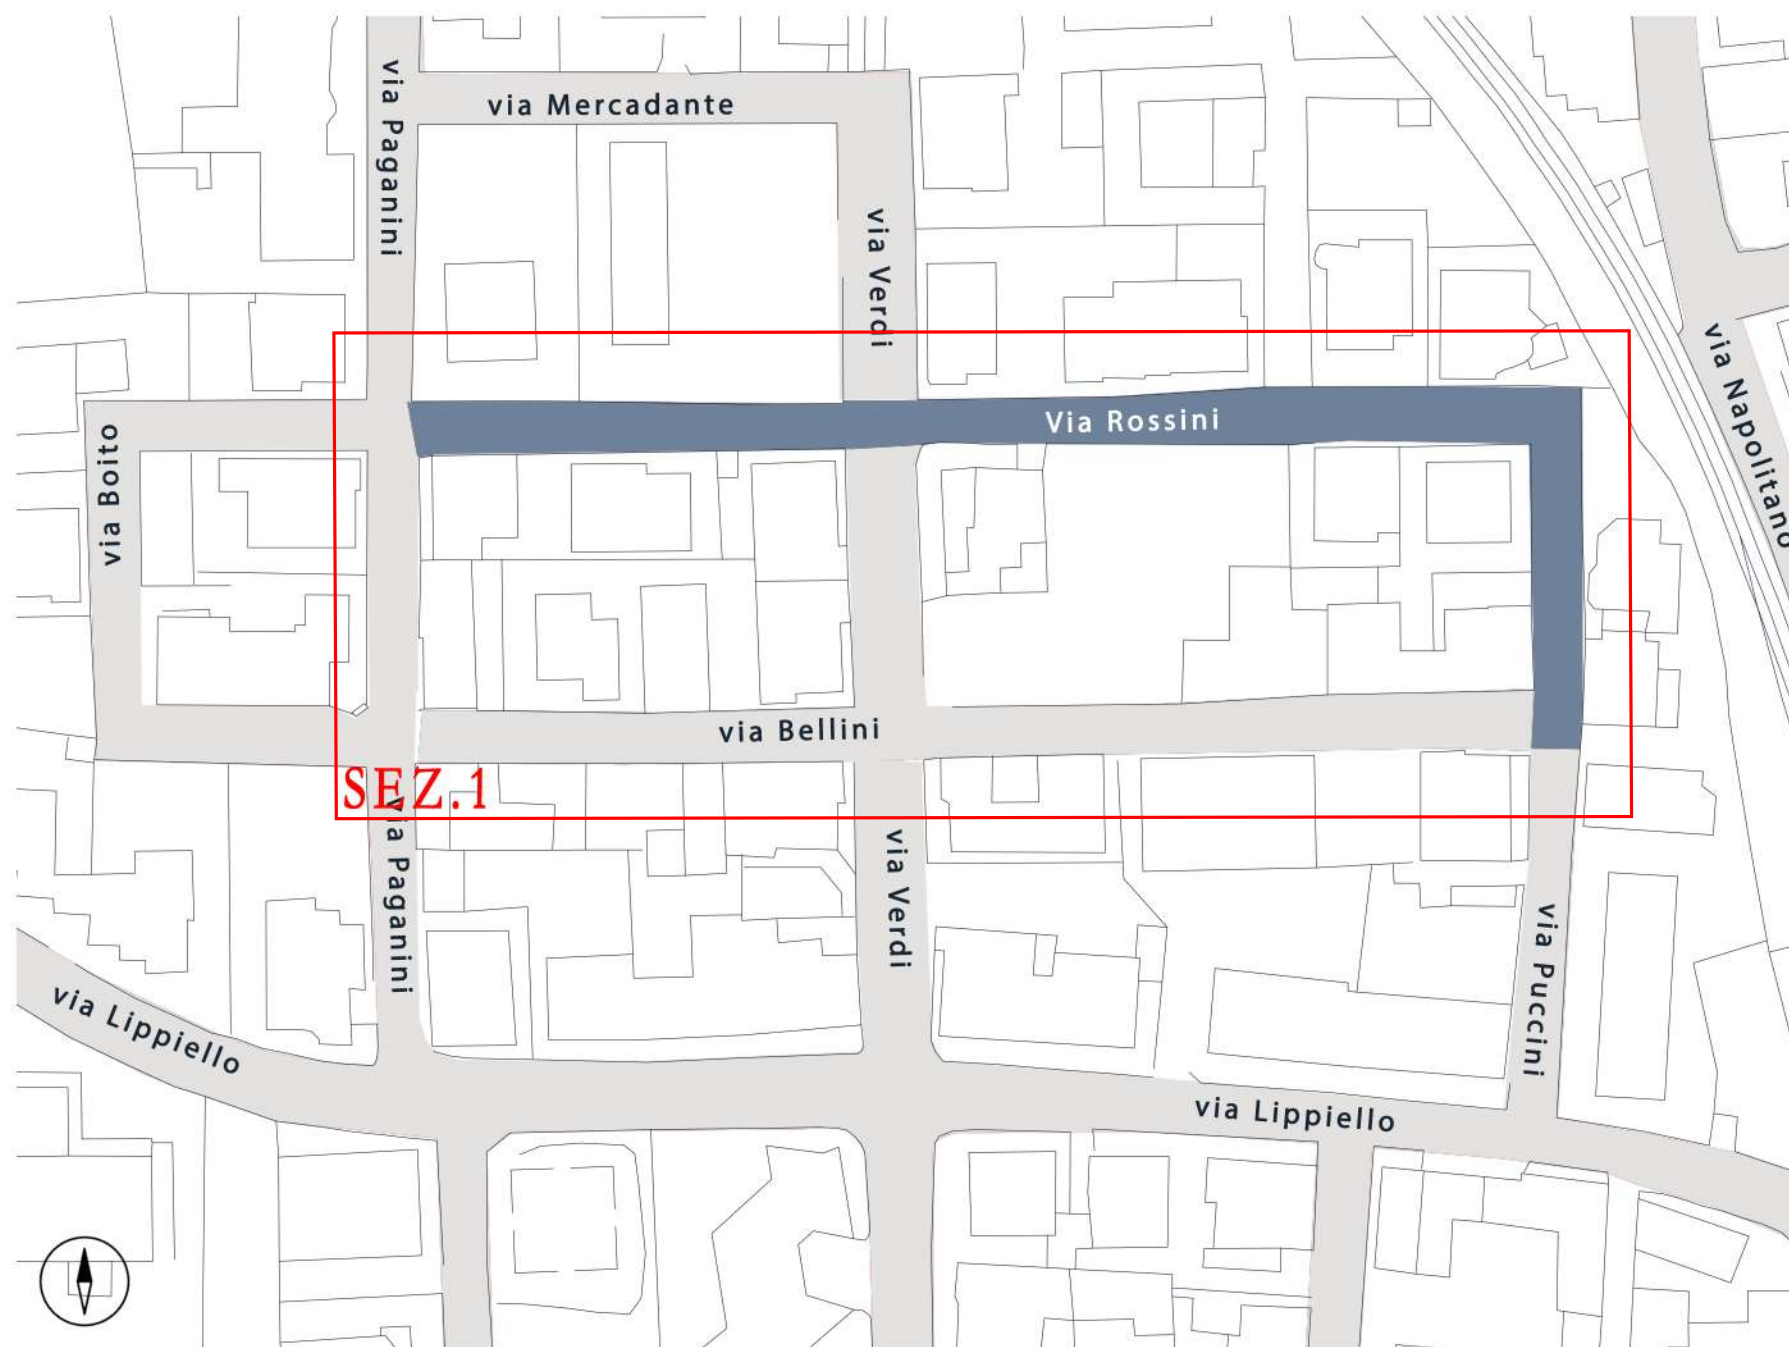 via Paganini
via Mercadante
via Verdi
via Napolitano
Via Rossini
via Boito
via Bellini
SEZ.1
via Paganini
via Verdi
via Puccini
via Lippiello
via Lippiello